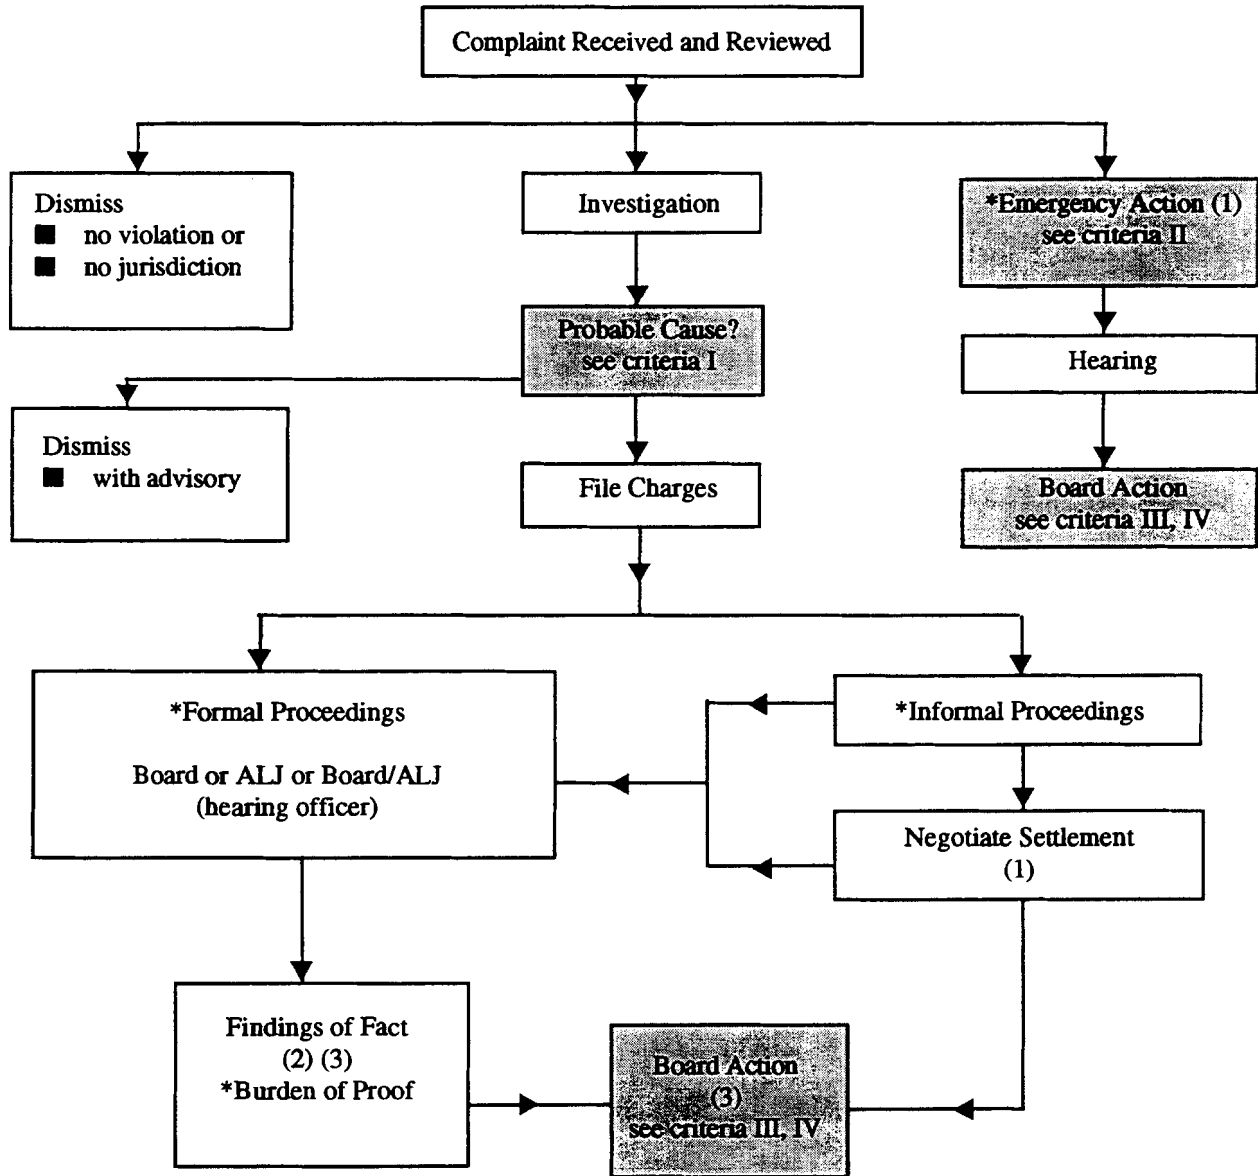 Complaint Received and Reviewed
Dismiss
■ no violation or
■ no jurisdiction
Investigation
*Emergency Action (1)
see criteria II
Probable Cause?
see criteria I
Hearing
Dismiss
■ with advisory
File Charges
Board Action
see criteria III, IV
*Formal Proceedings
Board or ALJ or Board/ALJ
(hearing officer)
*Informal Proceedings
Negotiate Settlement
(1)
Findings of Fact
(2) (3)
*Burden of Proof
Board Action
(3)
see criteria III, IV